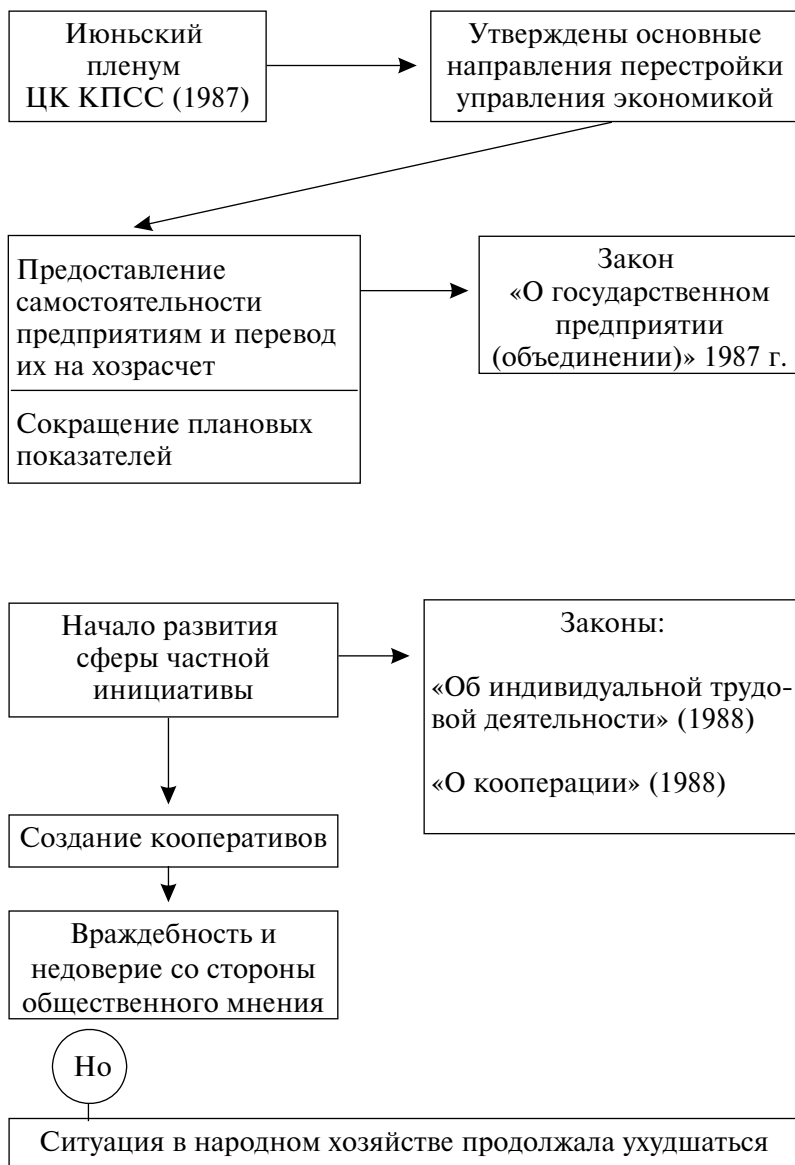 Июньский
пленум
ЦК КПСС (1987)
Утверждены основные
направления перестройки
управления экономикой
Предоставление
самостоятельности
предприятиям и перевод
их на хозрасчет
Сокращение плановых
показателей
Закон
«О государственном
предприятии
(объединении)» 1987 г.
Начало развития
сферы частной
инициативы
Законы:
«Об индивидуальной трудо-
вой деятельности» (1988)
«О кооперации» (1988)
Создание кооперативов
Враждебность и
недоверие со стороны
общественного мнения
Но
Ситуация в народном хозяйстве продолжала ухудшаться